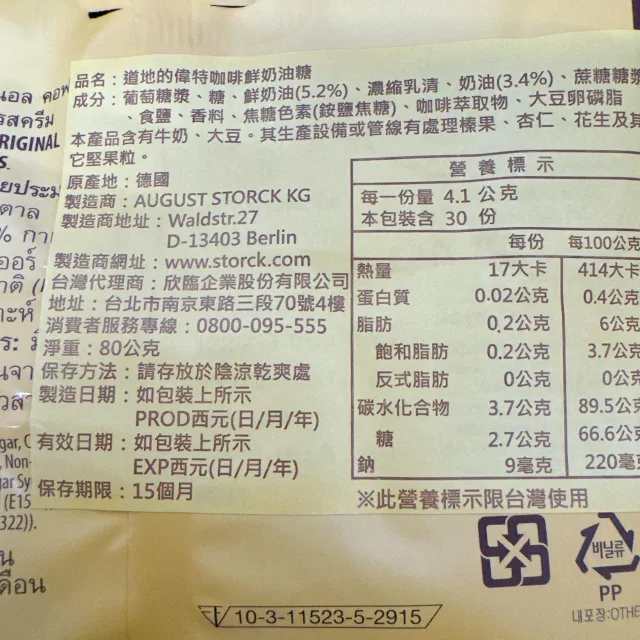 品名：道地的偉特咖啡鮮奶油糖
成分：葡萄糖漿、糖、鮮奶油(5.2%)、濃縮乳清、奶油(3.4%)、蔗糖糖漿
、食鹽、香料、焦糖色素(銨鹽焦糖)、咖啡萃取物、大豆卵磷脂
本產品含有牛奶、大豆。其生產設備或管線有處理榛果、杏仁、花生及其
它堅果粒。
原產地：德國
製造商：AUGUST STORCK KG
製造商地址：Waldstr.27
D-13403 Berlin
製造商網址：www.storck.com
台灣代理商：欣臨企業股份有限公司
地址：台北市南京東路三段70號4樓
消費者服務專線：0800-095-555
淨重：80公克
保存方法：請存放於陰涼乾爽處
製造日期：如包裝上所示
PROD西元(日/月/年)
有效日期：如包裝上所示
EXP西元(日/月/年)
保存期限：15個月
營養標示
每一份量 4.1 公克
本包裝含 30 份
每份 每100公克
熱量 17大卡 414大卡
蛋白質 0.02公克 0.4公克
脂肪 0.2公克 6公克
飽和脂肪 0.2公克 3.7公克
反式脂肪 0公克 0公克
碳水化合物 3.7公克 89.5公克
糖 2.7公克 66.6公克
鈉 9毫克 220毫克
※此營養標示限台灣使用
RIGINAL
(E15
322)).
비닐류
PP
내포장:OTHE
10-3-11523-5-2915